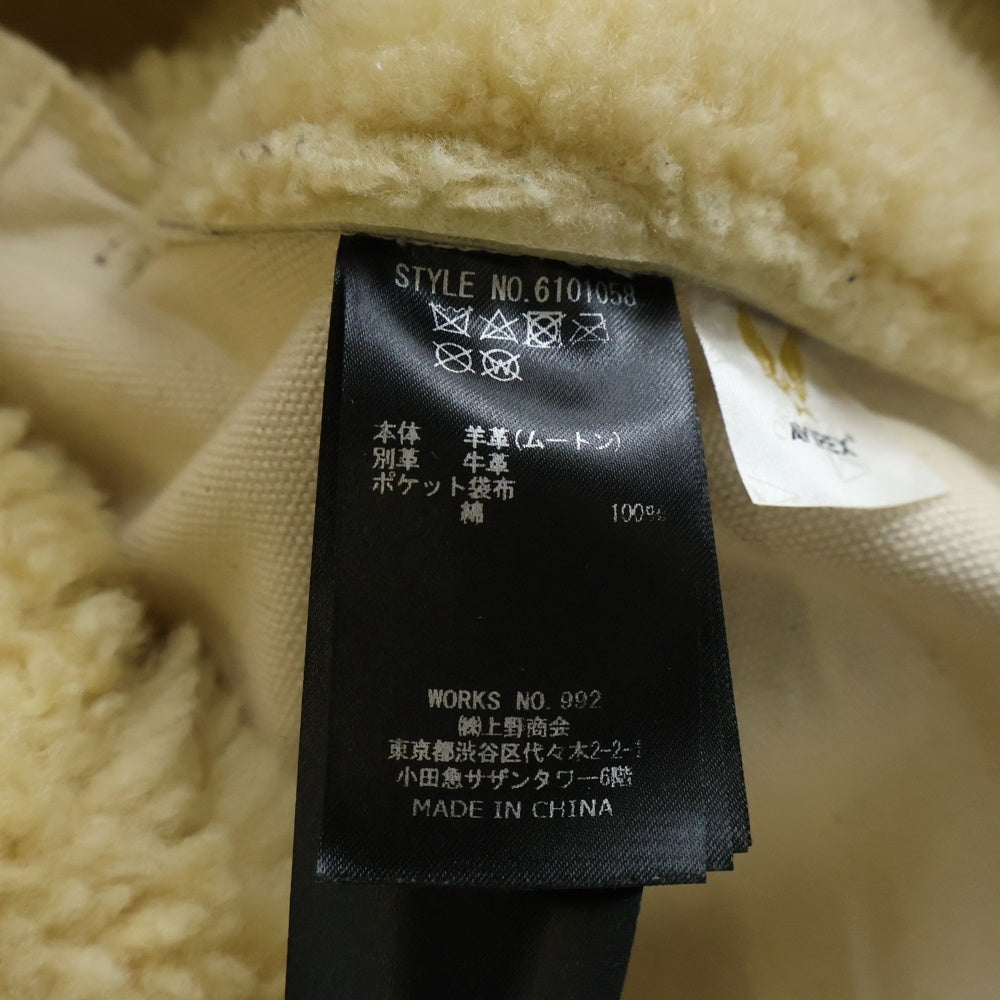 STYLE NO.6101058
本体 羊革(ムートン)
別革 牛革
ポケット袋布
綿 100%
WORKS NO. 992
㈱上野商会
東京都渋谷区代々木2-2-1
小田急サザンタワー6階
MADE IN CHINA
AVIREX